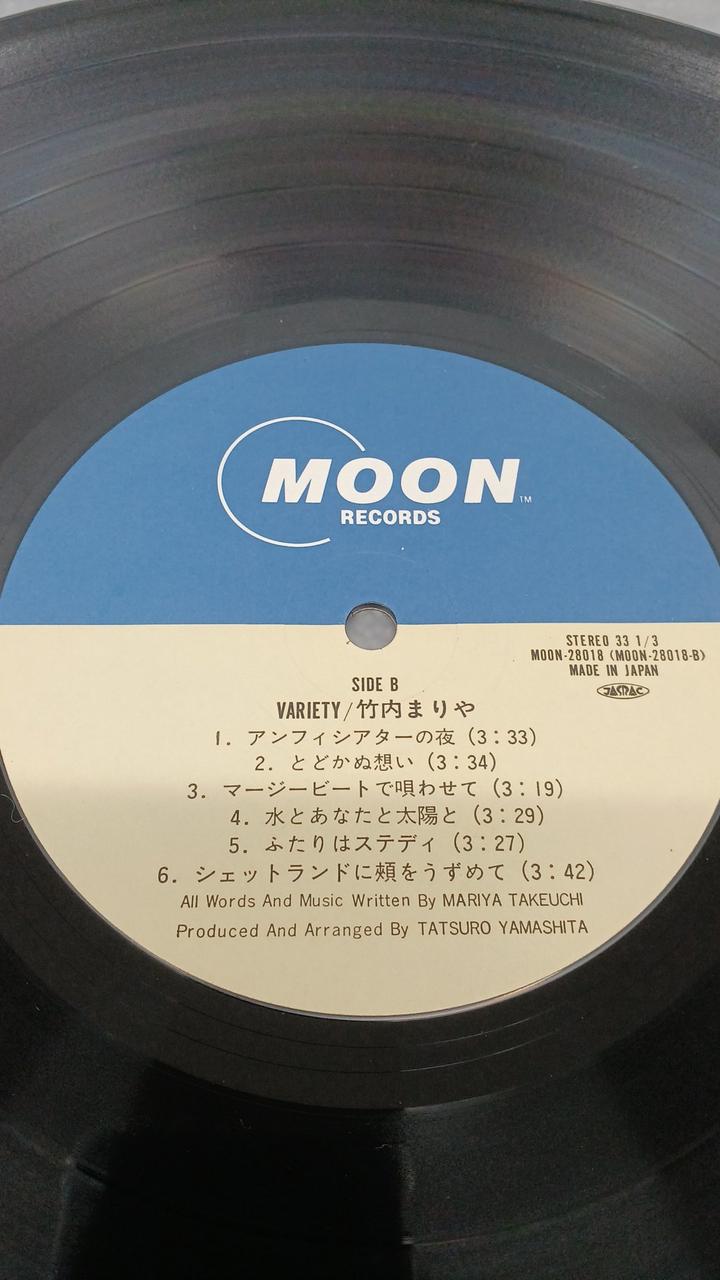 MOON™
RECORDS
STEREO 33 1/3
MOON-28018 (MOON-28018-B)
MADE IN JAPAN
JASRAC
SIDE B
VARIETY/竹内まりや
1. アンフィシアターの夜 (3:33)
2. とどかぬ想い (3:34)
3. マージービートで唄わせて (3:19)
4. 水とあなたと太陽と (3:29)
5. ふたりはステディ (3:27)
6. シェットランドに頰をうずめて (3:42)
All Words And Music Written By MARIYA TAKEUCHI
Produced And Arranged By TATSURO YAMASHITA